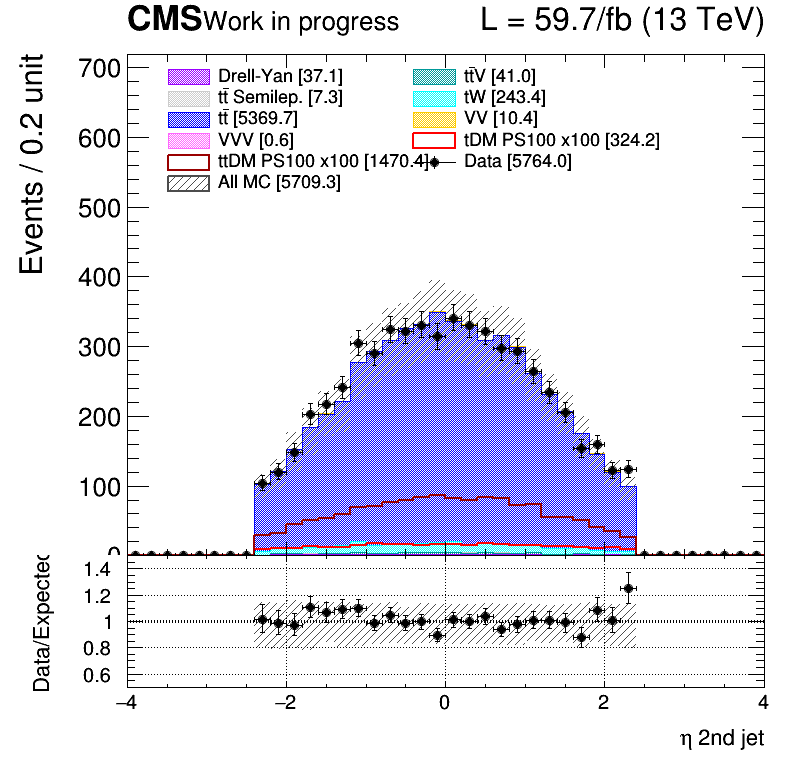 CMS Work in progress L = 59.7/fb (13 TeV)
Events / 0.2 unit
700
600
500
400
300
200
100
0
Drell-Yan [37.1]
tt̄V [41.0]
tt̄ Semilep. [7.3]
tW [243.4]
tt̄ [5369.7]
VV [10.4]
VVV [0.6]
tDM PS100 x100 [324.2]
ttDM PS100 x100 [1470.4]
Data [5764.0]
All MC [5709.3]
Data/Expected
1.4
1.2
1
0.8
0.6
−4 −2 0 2 4
η 2nd jet